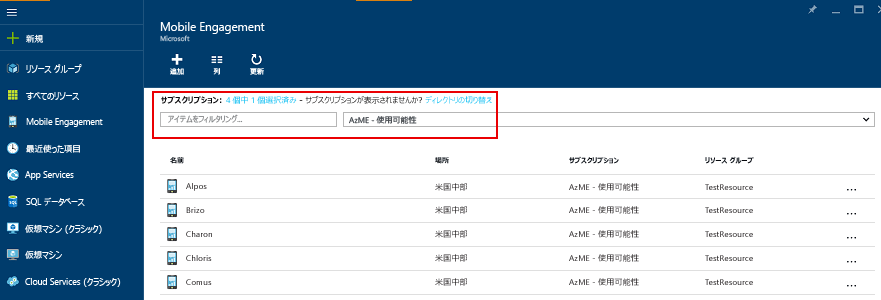 Mobile Engagement
Microsoft
追加
列
更新
新規
リソース グループ
すべてのリソース
Mobile Engagement
最近使った項目
App Services
SQL データベース
仮想マシン (クラシック)
仮想マシン
Cloud Services (クラシック)
サブスクリプション: 4 個中 1 個選択済み - サブスクリプションが表示されませんか? ディレクトリの切り替え
アイテムをフィルタリング... AzME - 使用可能性
名前 場所 サブスクリプション リソース グループ
Alpos 米国中部 AzME - 使用可能性 TestResource ...
Brizo 米国中部 AzME - 使用可能性 TestResource ...
Charon 米国中部 AzME - 使用可能性 TestResource ...
Chloris 米国中部 AzME - 使用可能性 TestResource ...
Comus 米国中部 AzME - 使用可能性 TestResource ...